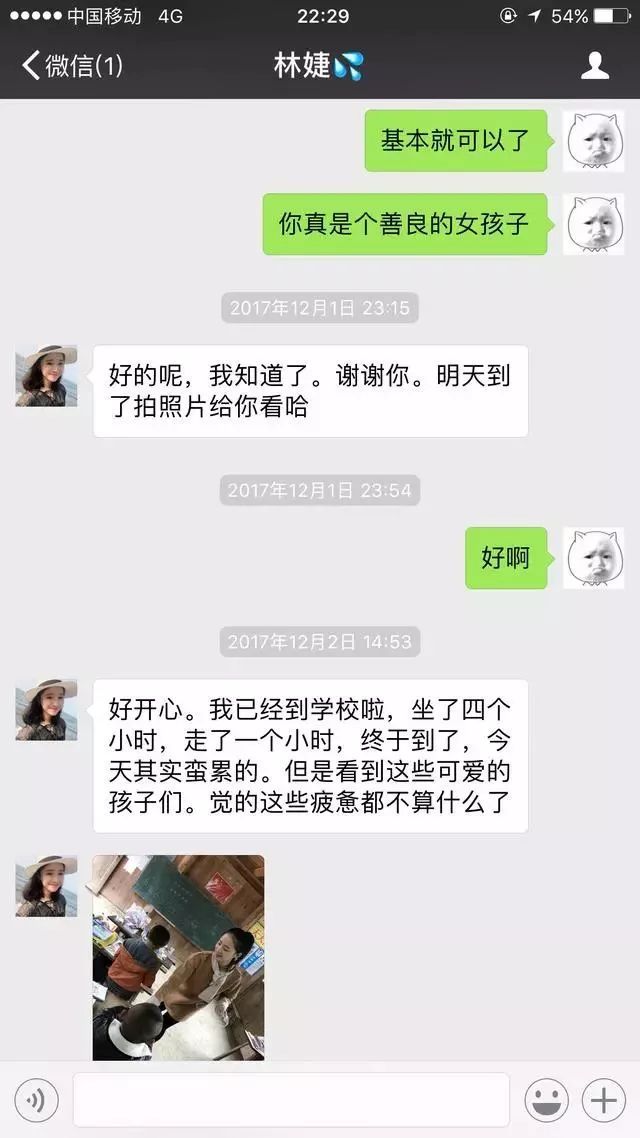 中国移动 4G 22:29 54%
微信(1) 林婕💦
基本就可以了
你真是个善良的女孩子
2017年12月1日 23:15
好的呢，我知道了。谢谢你。明天到
了拍照片给你看哈
2017年12月1日 23:54
好啊
2017年12月2日 14:53
好开心。我已经到学校啦，坐了四个
小时，走了一个小时，终于到了，今
天其实蛮累的。但是看到这些可爱的
孩子们。觉的这些疲惫都不算什么了